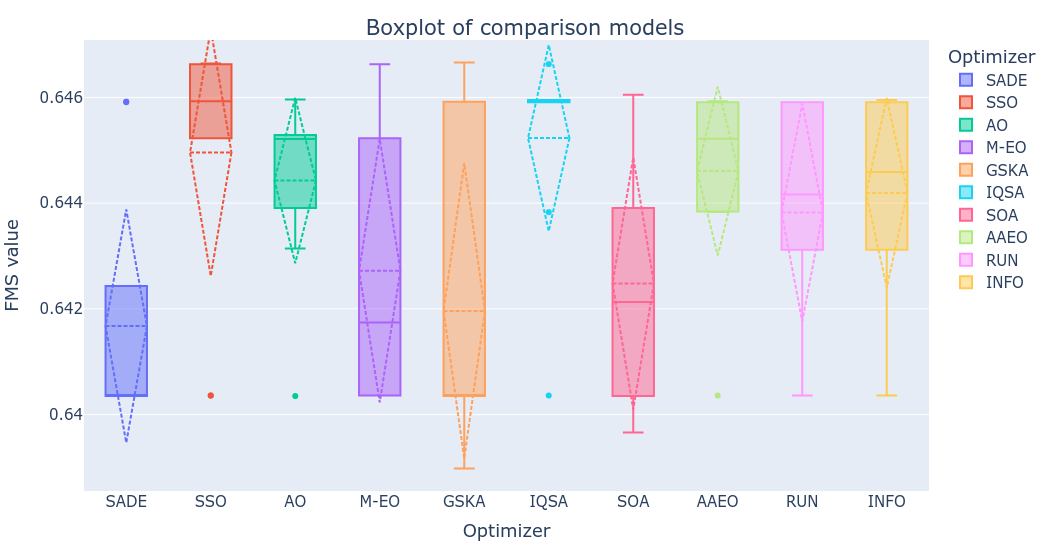 Boxplot of comparison models
FMS value
0.646
0.644
0.642
0.64
SADE
SSO
AO
M-EO
GSKA
IQSA
SOA
AAEO
RUN
INFO
Optimizer
Optimizer
SADE
SSO
AO
M-EO
GSKA
IQSA
SOA
AAEO
RUN
INFO